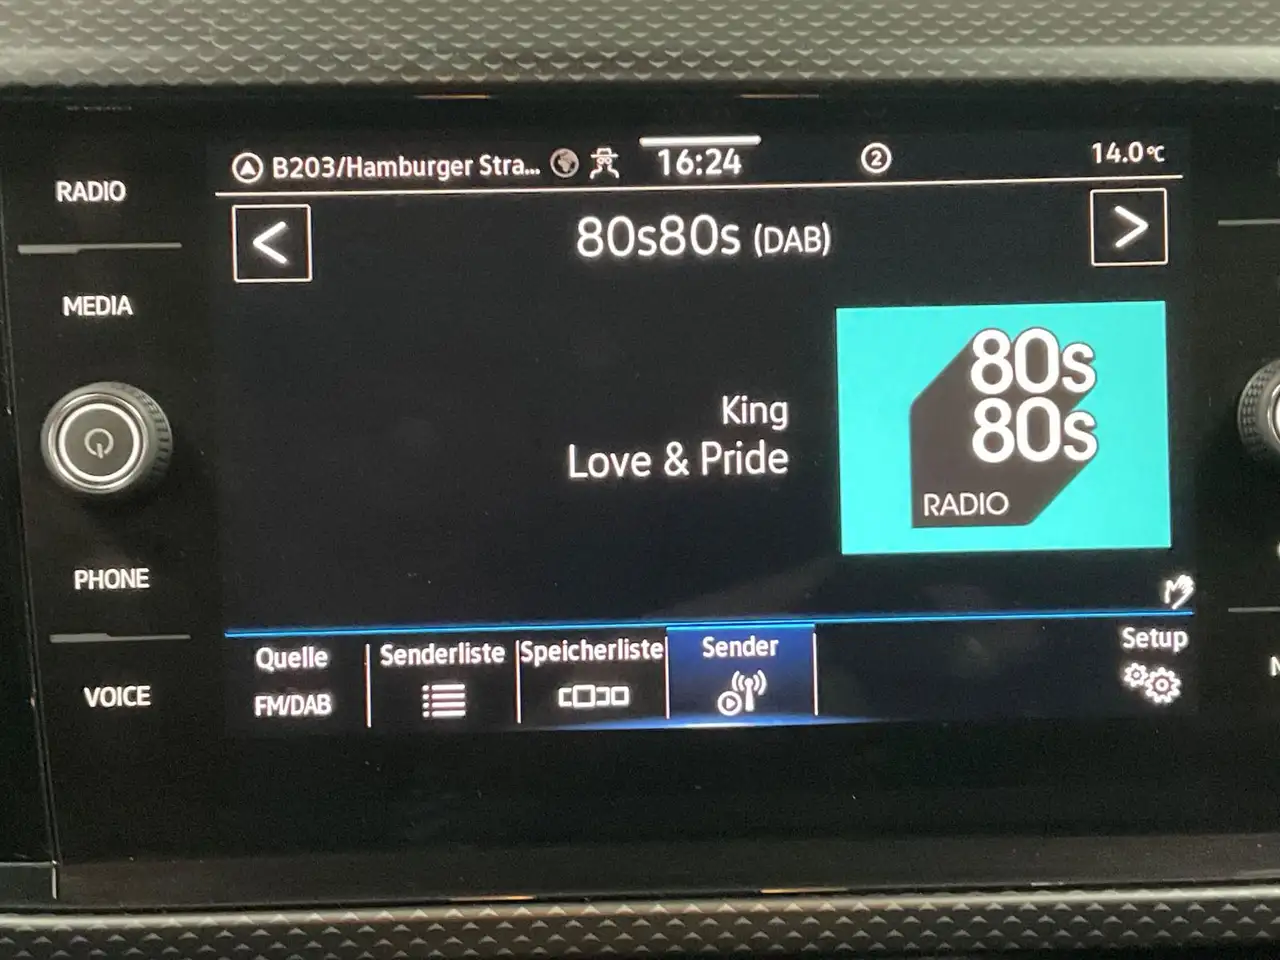 B203/Hamburger Stra...
16:24
2
14.0°C
RADIO
<
80s80s (DAB)
>
MEDIA
80s
80s
RADIO
King
Love & Pride
PHONE
VOICE
Quelle
FM/DAB
Senderliste
Speicherliste
Sender
Setup